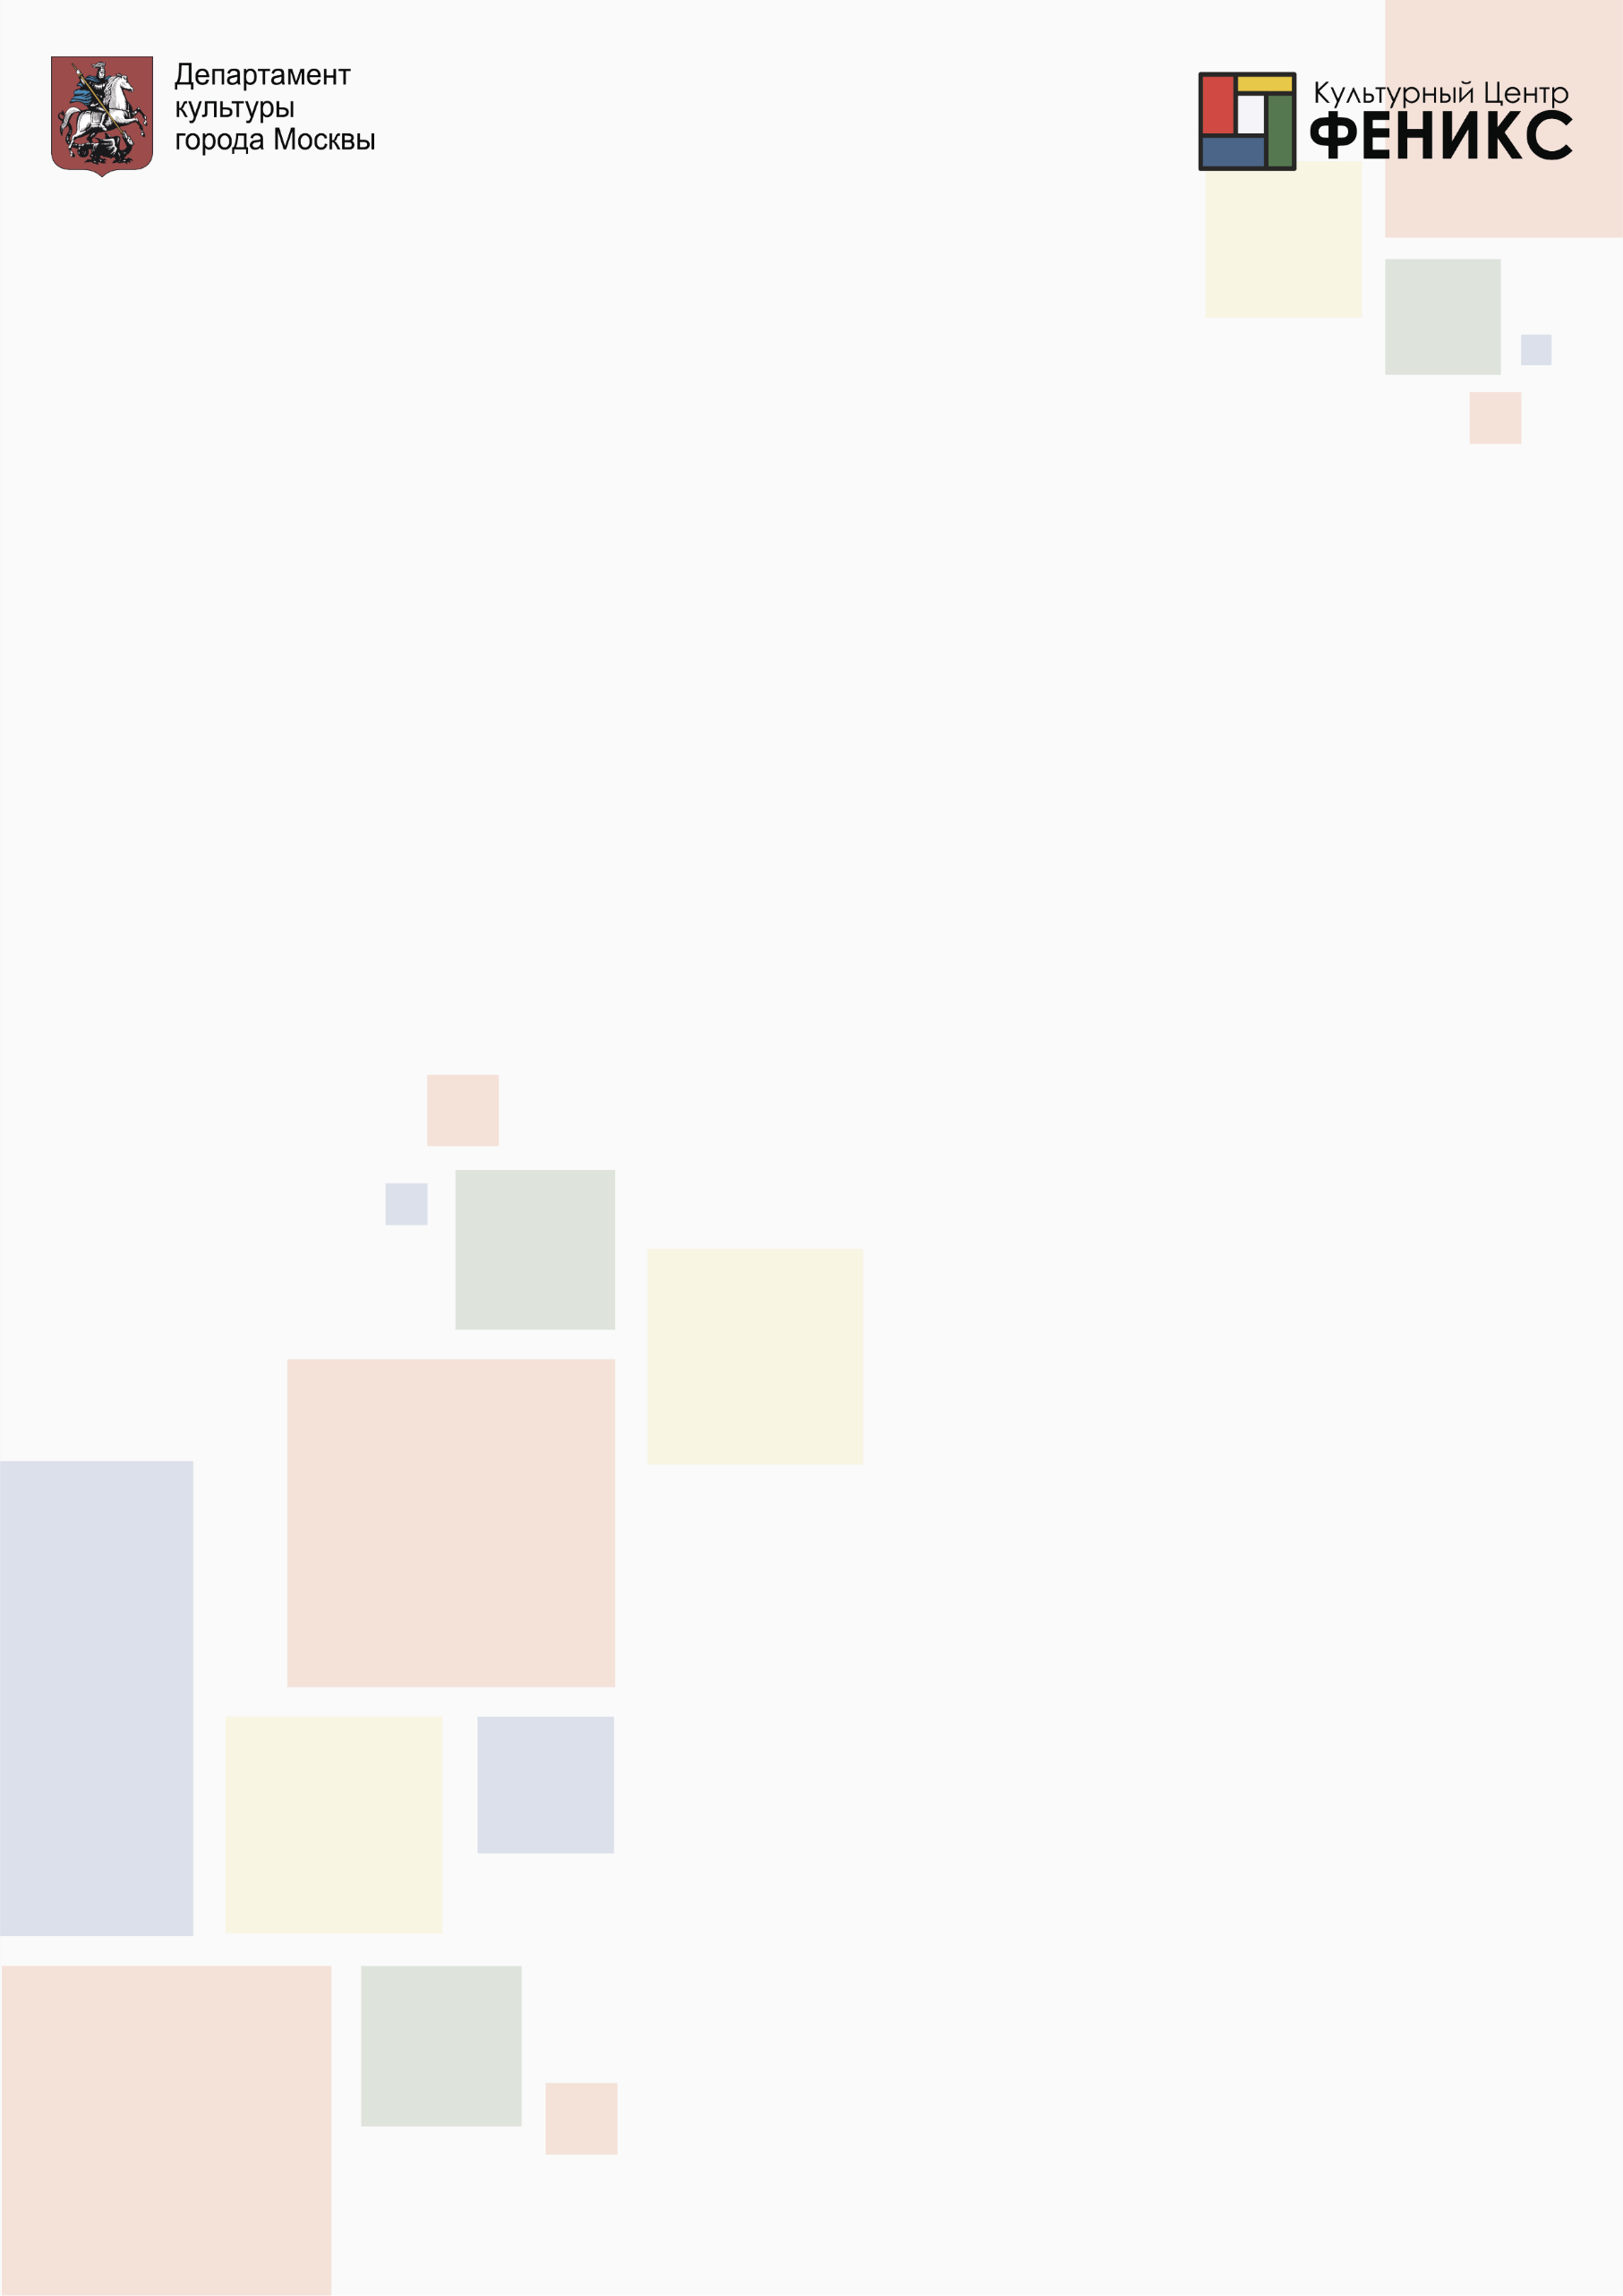 Департамент
культуры
города Москвы
Культурный Центр
ФЕНИКС